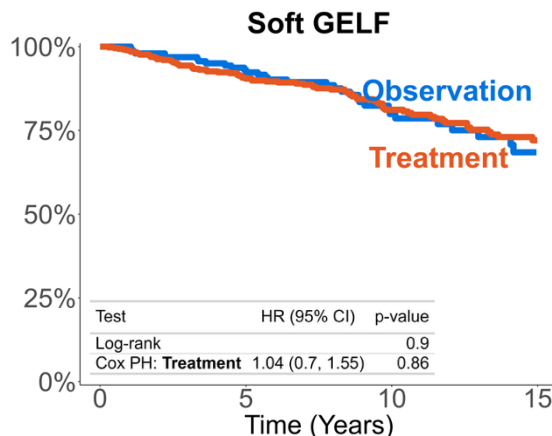 Soft GELF
100%
Observation
75%
Treatment
50%
25%
Test HR (95% CI) p-value
Log-rank 0.9
Cox PH: Treatment 1.04 (0.7, 1.55) 0.86
0%
0 5 10 15
Time (Years)